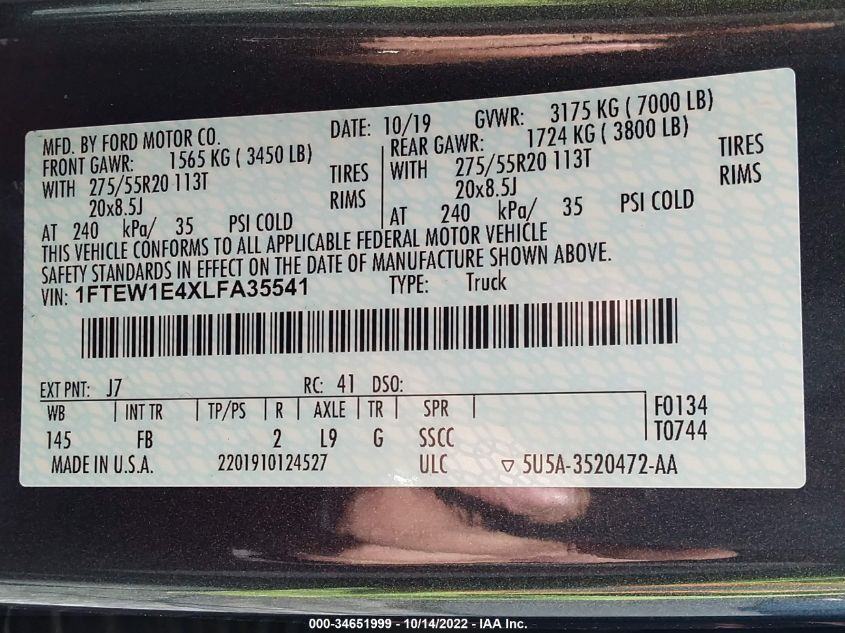 MFD. BY FORD MOTOR CO. DATE: 10/19 GVWR: 3175 KG ( 7000 LB)
FRONT GAWR: 1565 KG ( 3450 LB) REAR GAWR: 1724 KG ( 3800 LB)
WITH 275/55R20 113T TIRES WITH 275/55R20 113T TIRES
20x8.5J RIMS 20x8.5J RIMS
AT 240 kPa/ 35 PSI COLD AT 240 kPa/ 35 PSI COLD
THIS VEHICLE CONFORMS TO ALL APPLICABLE FEDERAL MOTOR VEHICLE
SAFETY STANDARDS IN EFFECT ON THE DATE OF MANUFACTURE SHOWN ABOVE.
VIN: 1FTEW1E4XLFA35541 TYPE: Truck
EXT PNT: J7 RC: 41 DSO:
WB INT TR TP/PS R AXLE TR SPR F0134
145 FB 2 L9 G SSCC T0744
MADE IN U.S.A. 2201910124527 ULC ▽ 5U5A-3520472-AA
000-34651999 - 10/14/2022 - IAA Inc.